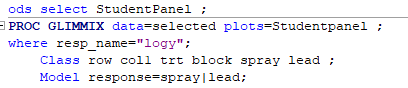 ods select StudentPanel ;
PROC GLIMMIX data=selected plots=Studentpanel ;
where resp_name="logy";
Class row coll trt block spray lead ;
Model response=spray|lead;